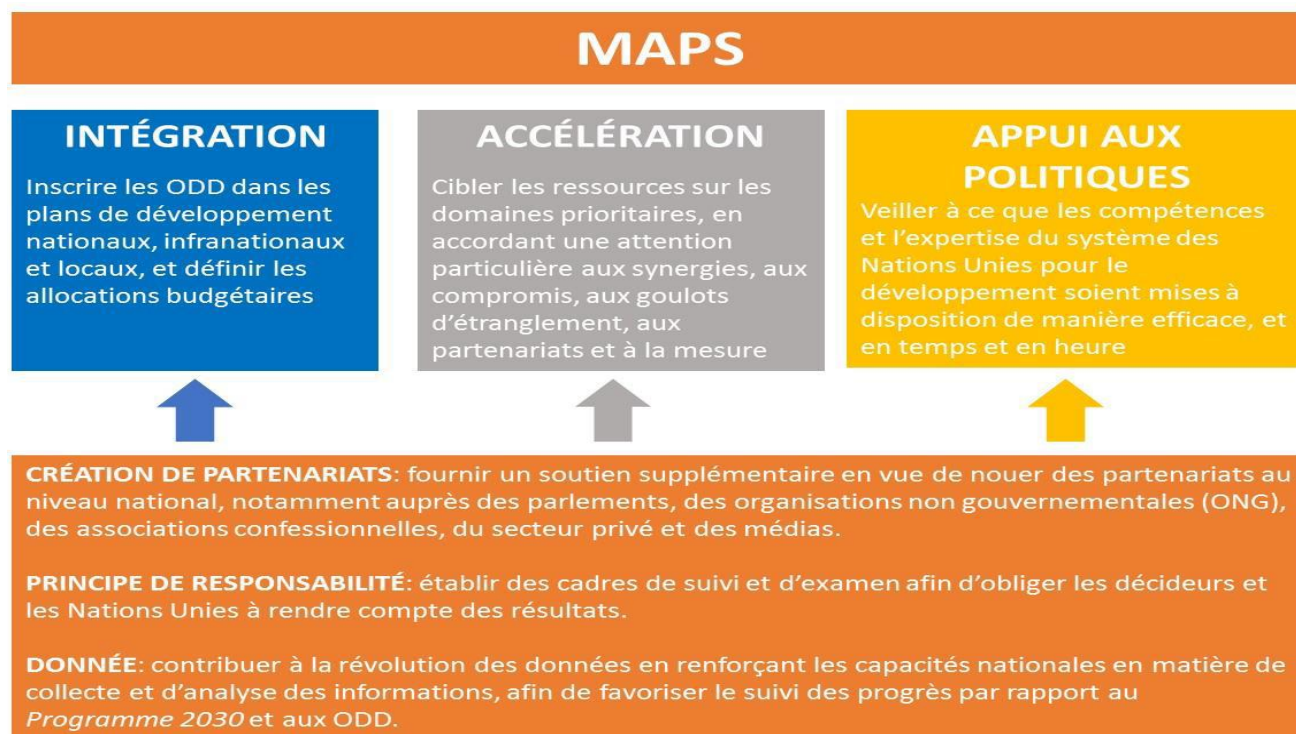 MAPS
INTÉGRATION
Inscrire les ODD dans les
plans de développement
nationaux, infranationaux
et locaux, et définir les
allocations budgétaires
ACCÉLÉRATION
Cibler les ressources sur les
domaines prioritaires, en
accordant une attention
particulière aux synergies, aux
compromis, aux goulots
d’étranglement, aux
partenariats et à la mesure
APPUI AUX
POLITIQUES
Veiller à ce que les compétences
et l’expertise du système des
Nations Unies pour le
développement soient mises à
disposition de manière efficace, et
en temps et en heure
CRÉATION DE PARTENARIATS: fournir un soutien supplémentaire en vue de nouer des partenariats au
niveau national, notamment auprès des parlements, des organisations non gouvernementales (ONG),
des associations confessionnelles, du secteur privé et des médias.
PRINCIPE DE RESPONSABILITÉ: établir des cadres de suivi et d’examen afin d’obliger les décideurs et
les Nations Unies à rendre compte des résultats.
DONNÉE: contribuer à la révolution des données en renforçant les capacités nationales en matière de
collecte et d’analyse des informations, afin de favoriser le suivi des progrès par rapport au
Programme 2030 et aux ODD.